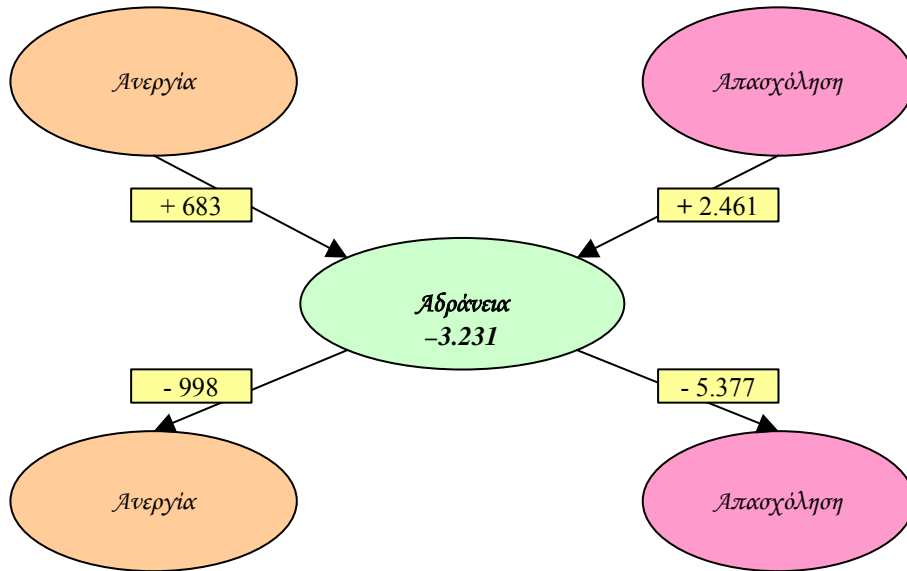 Ανεργία
Απασχόληση
+ 683
+ 2.461
Αδράνεια
–3.231
- 998
- 5.377
Ανεργία
Απασχόληση